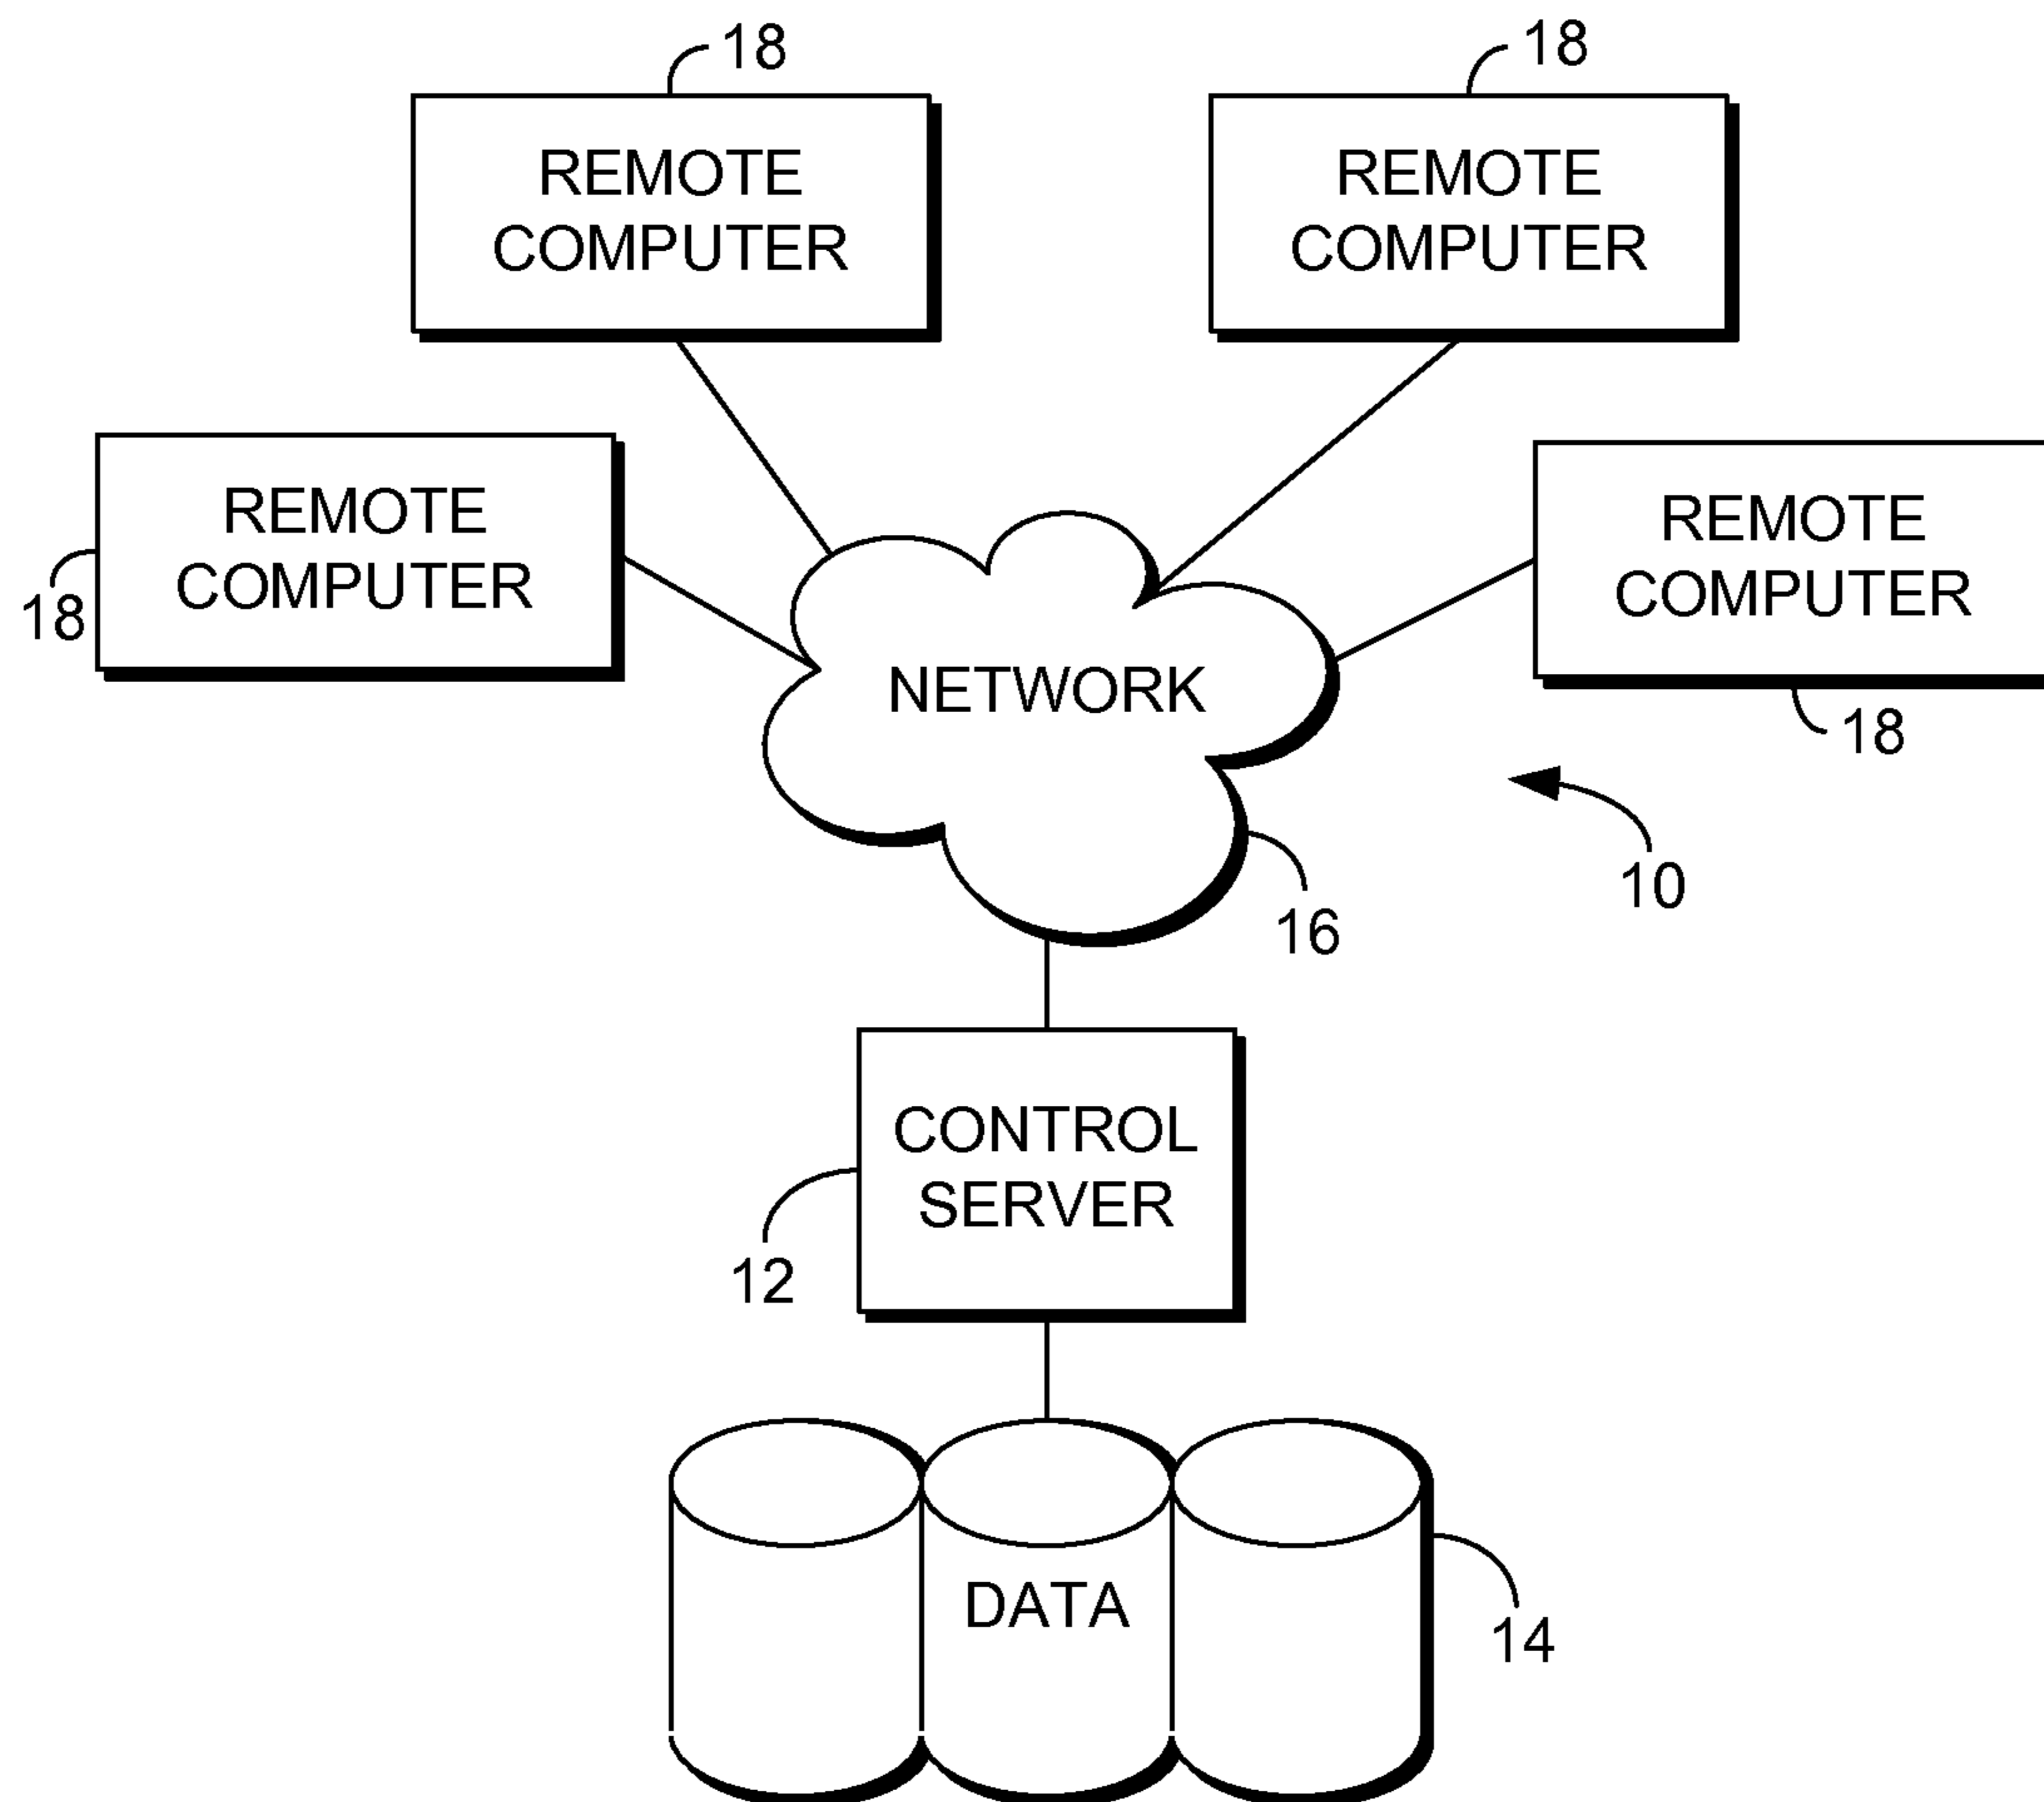 18
18
REMOTE
COMPUTER
REMOTE
COMPUTER
REMOTE
COMPUTER
18
REMOTE
COMPUTER
18
NETWORK
10
16
CONTROL
SERVER
12
DATA
14